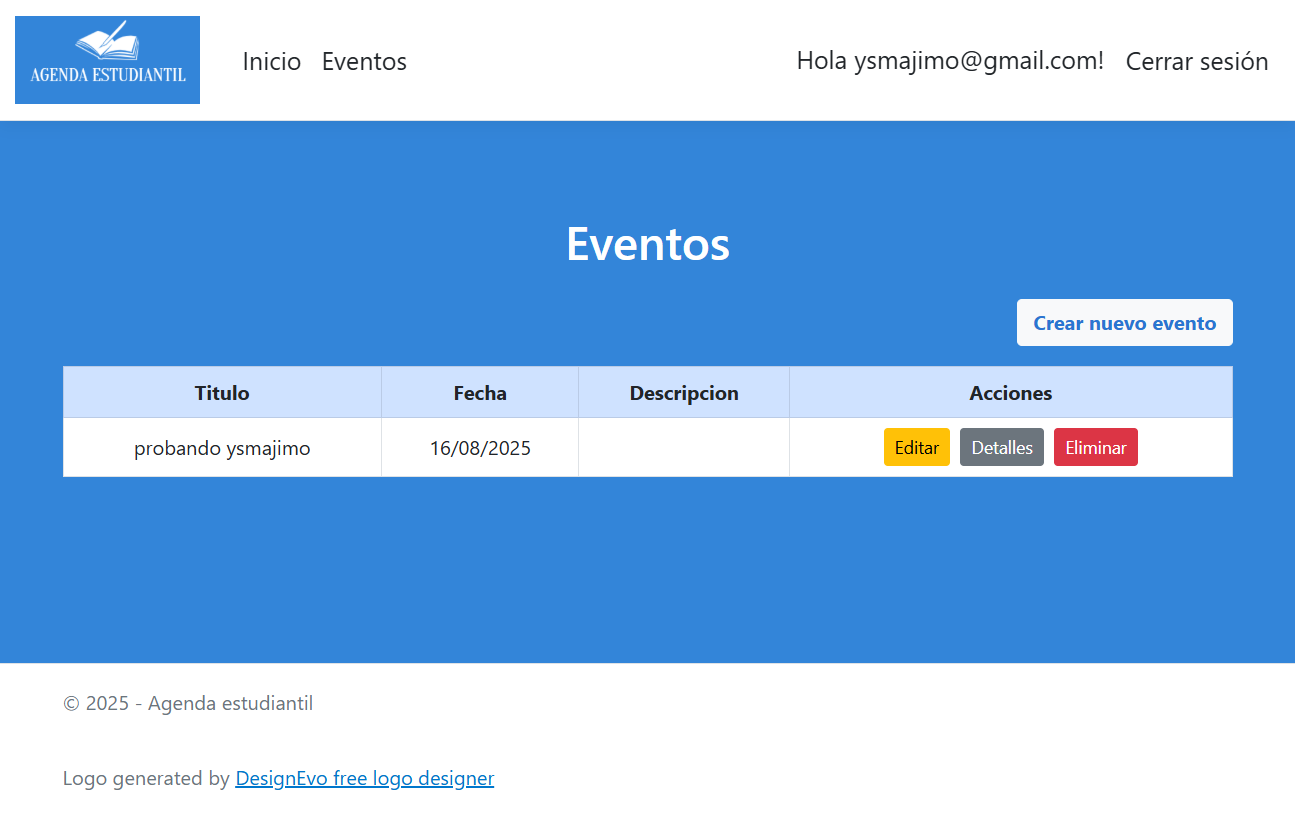 AGENDA ESTUDIANTIL
Inicio Eventos Hola ysmajimo@gmail.com! Cerrar sesión
Eventos
Crear nuevo evento
Titulo Fecha Descripcion Acciones
probando ysmajimo 16/08/2025 Editar Detalles Eliminar
© 2025 - Agenda estudiantil
Logo generated by DesignEvo free logo designer